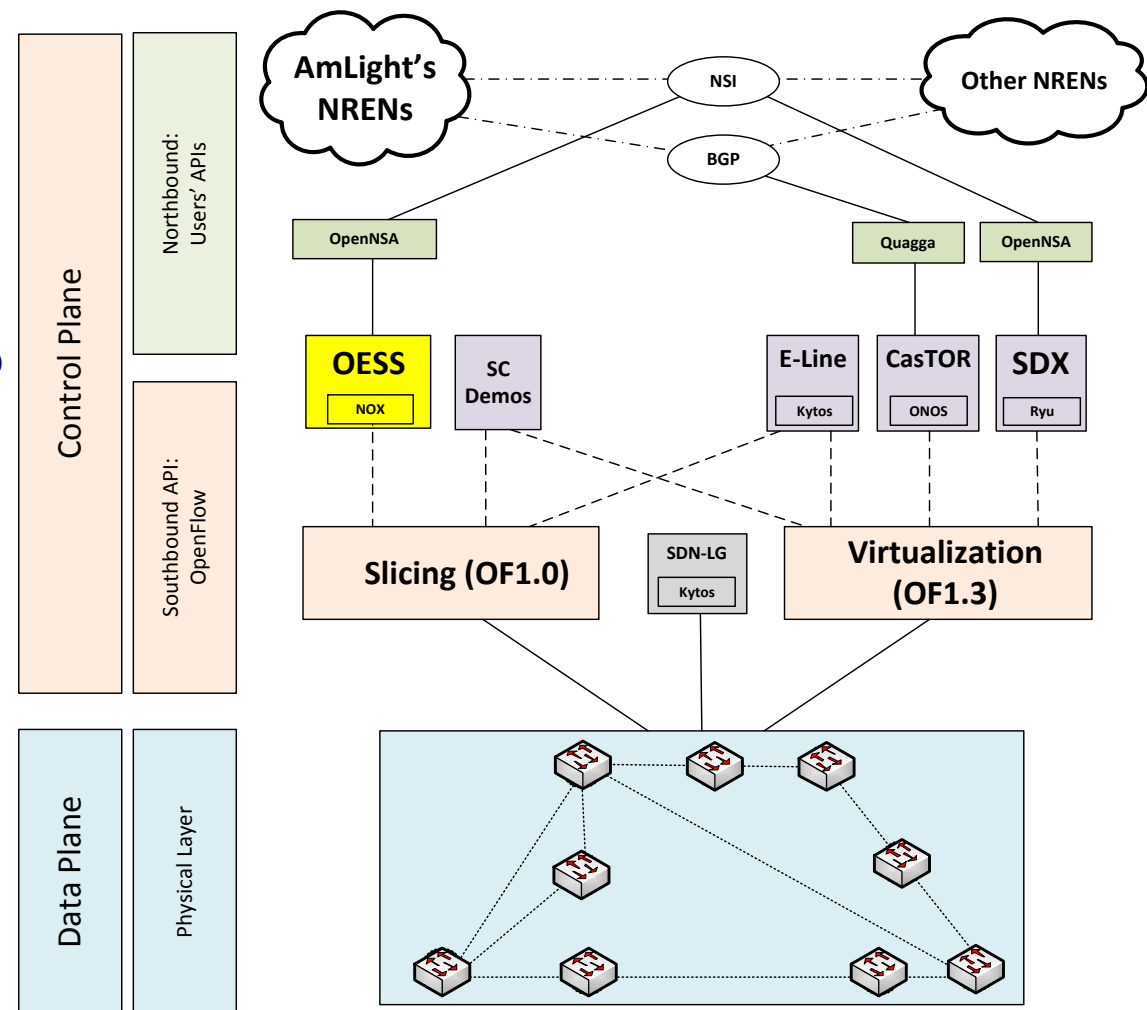 AmLight's
NRENs
NSI
Other NRENs
BGP
Control Plane
Northbound:
Users' APIs
OpenNSA
Quagga
OpenNSA
)
OESS
NOX
SC
Demos
E-Line
Kytos
CasTOR
ONOS
SDX
Ryu
Southbound API:
OpenFlow
Slicing (OF1.0)
SDN-LG
Kytos
Virtualization
(OF1.3)
Data Plane
Physical Layer